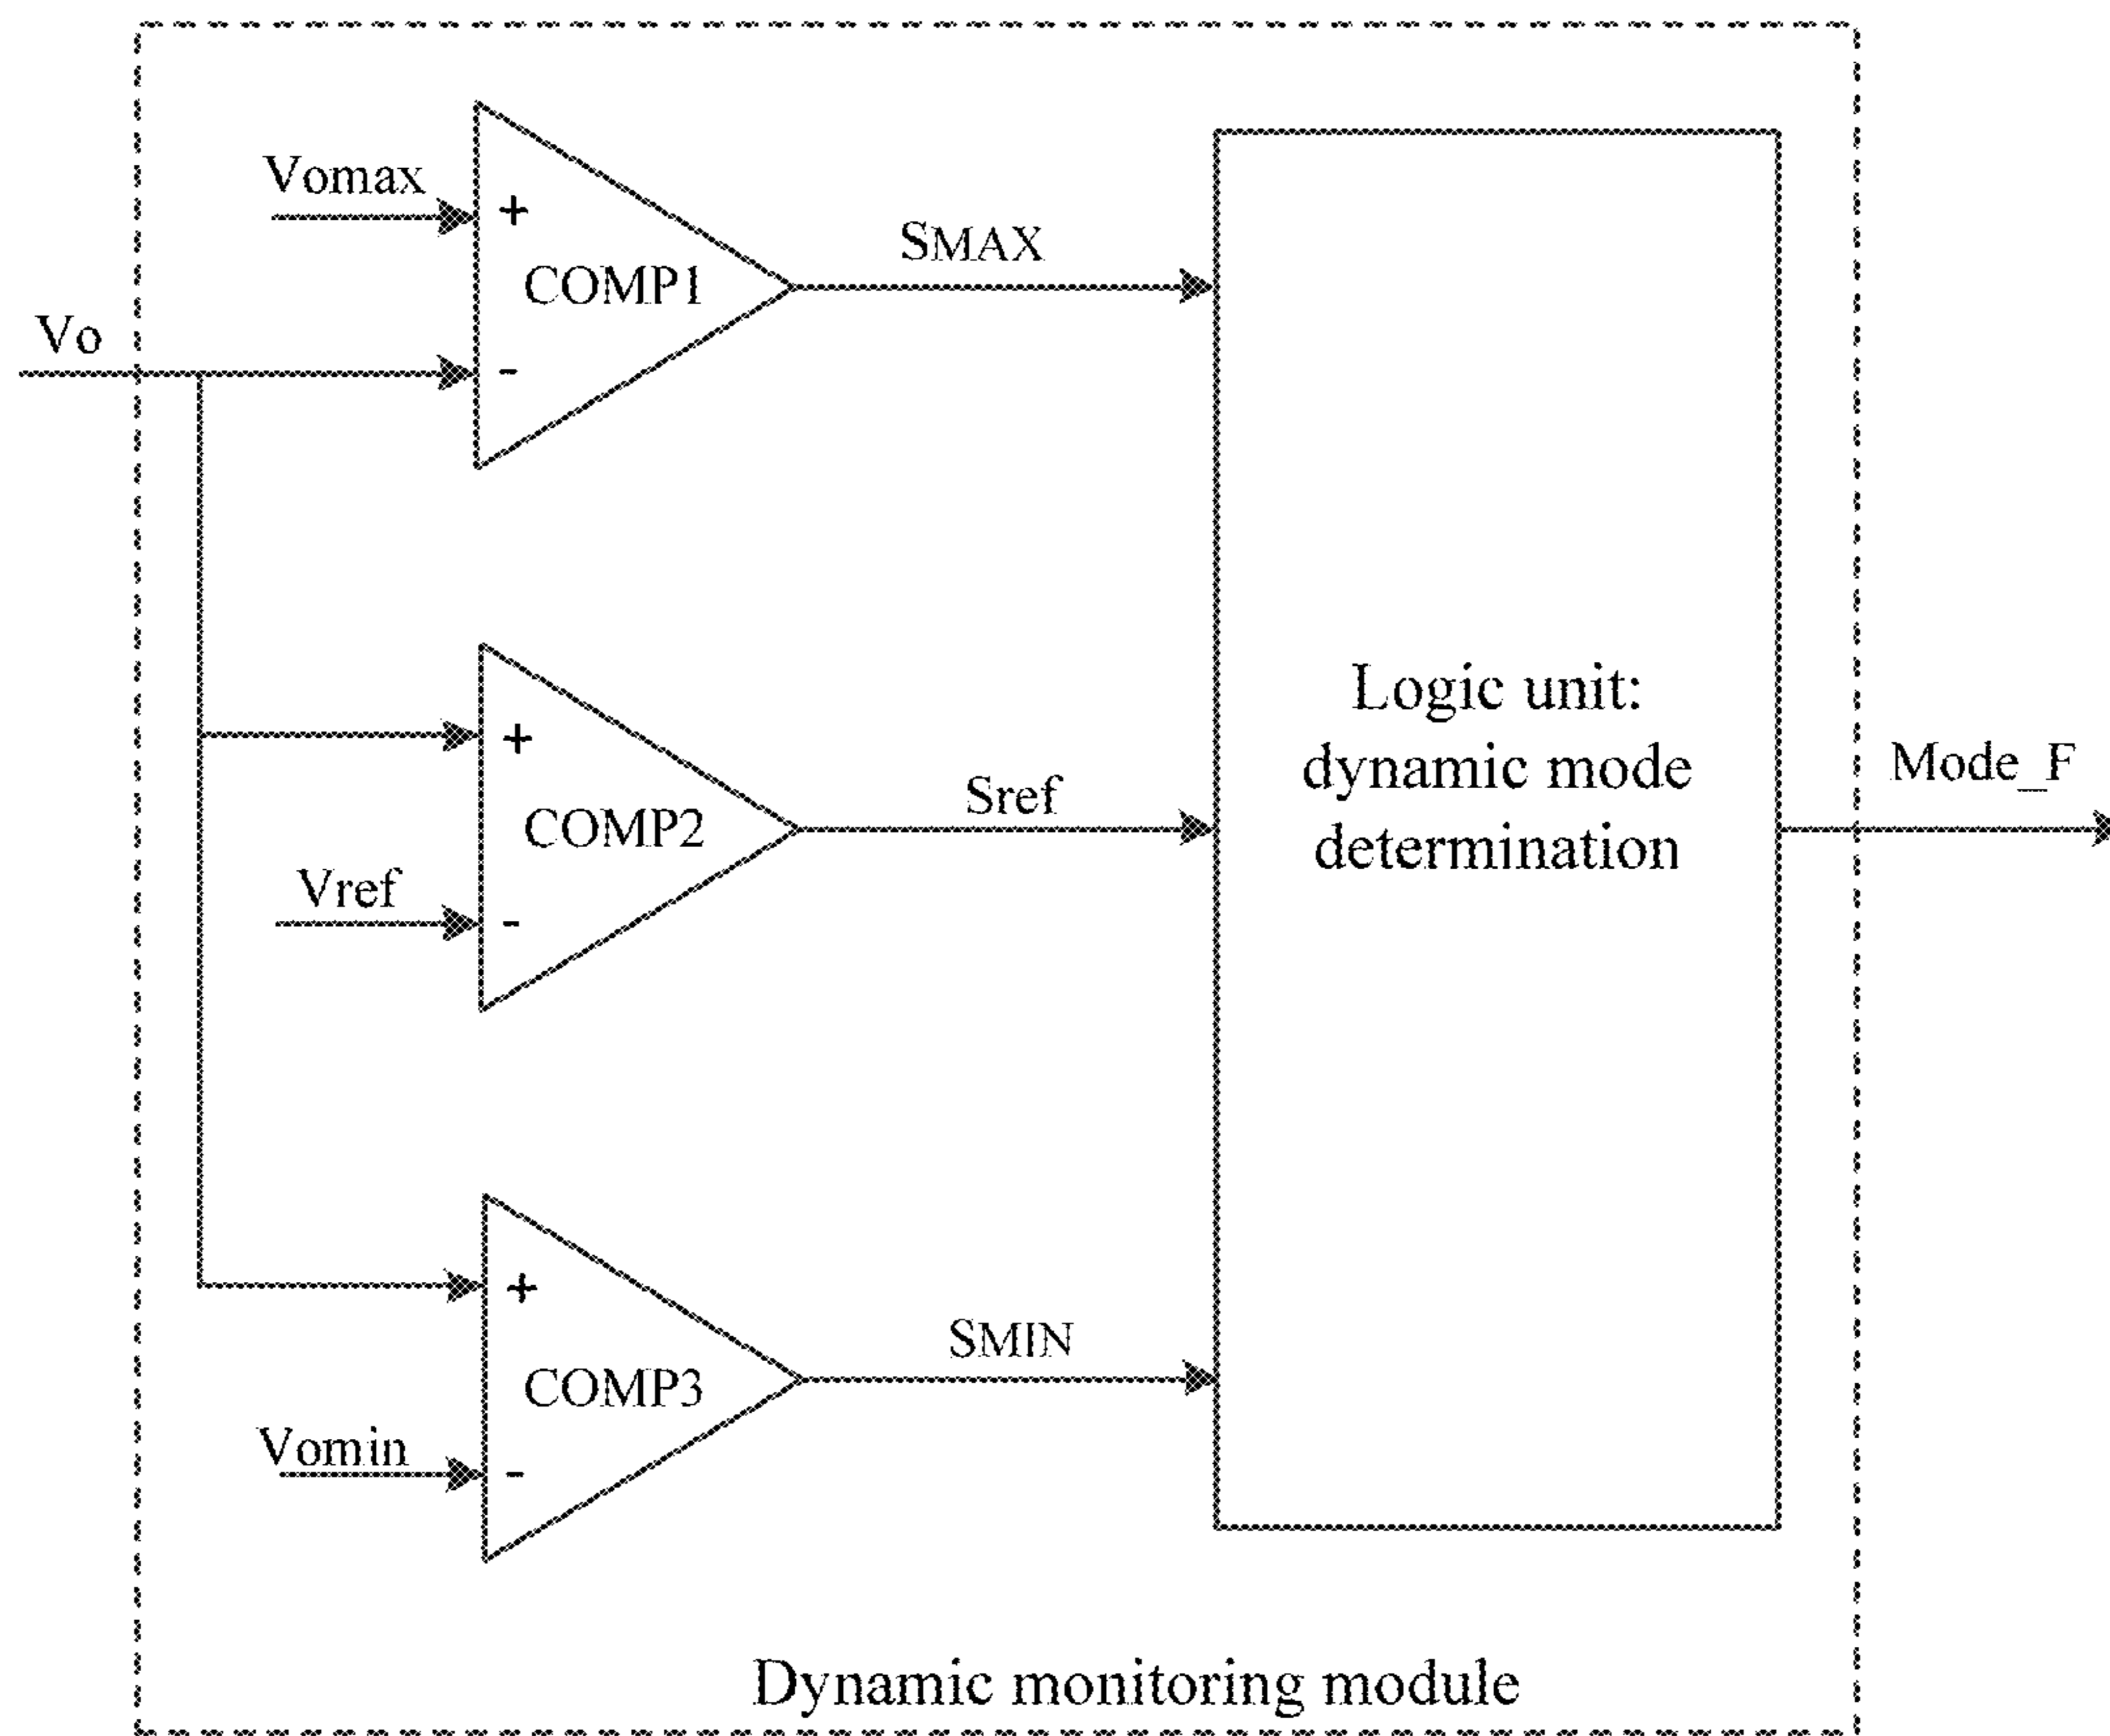 Vomax
+
COMP1
-
SMAX
Vo
+
COMP2
-
Vref
Sref
Logic unit:
dynamic mode
determination
Mode_F
+
COMP3
-
Vomin
SMIN
Dynamic monitoring module